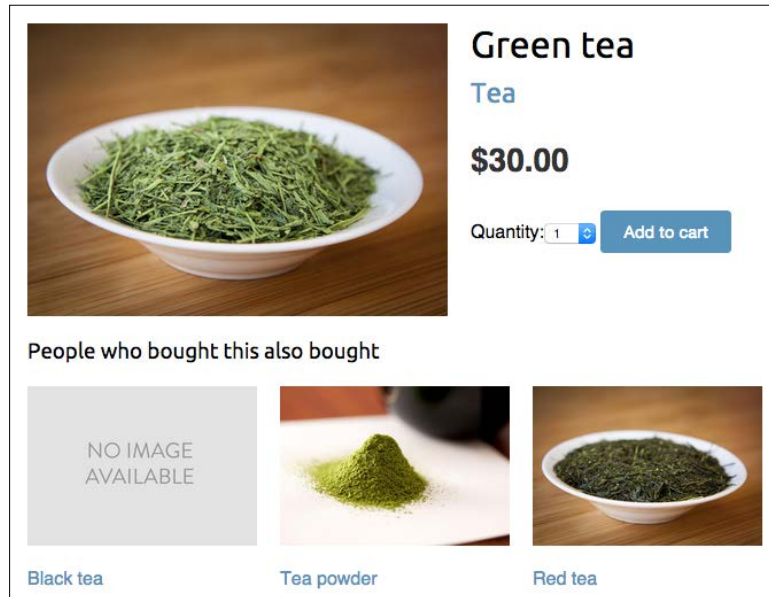 Green tea
Tea
$30.00
Quantity: 1 Add to cart
People who bought this also bought
NO IMAGE
AVAILABLE
Black tea
Tea powder
Red tea